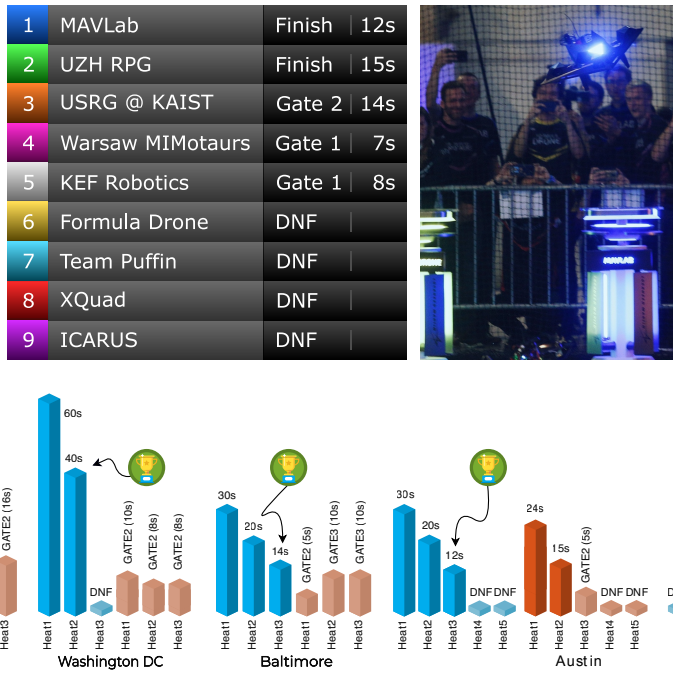 1 MAVLab Finish 12s
2 UZH RPG Finish 15s
3 USRG @ KAIST Gate 2 14s
4 Warsaw MIMotaurs Gate 1 7s
5 KEF Robotics Gate 1 8s
6 Formula Drone DNF
7 Team Puffin DNF
8 XQuad DNF
9 ICARUS DNF
MAVLAB
GATE2 (16s)
60s
40s
DNF
GATE2 (10s)
GATE2 (8s)
GATE2 (8s)
30s
20s
14s
GATE2 (5s)
GATE3 (10s)
GATE3 (10s)
30s
20s
12s
DNF
DNF
24s
15s
GATE2 (5s)
DNF
DNF
Heat3
Heat1
Heat2
Heat3
Heat1
Heat2
Heat3
Heat1
Heat2
Heat3
Heat1
Heat2
Heat3
Heat1
Heat2
Heat3
Heat4
Heat5
Heat1
Heat2
Heat3
Heat4
Heat5
Washington DC
Baltimore
Austin